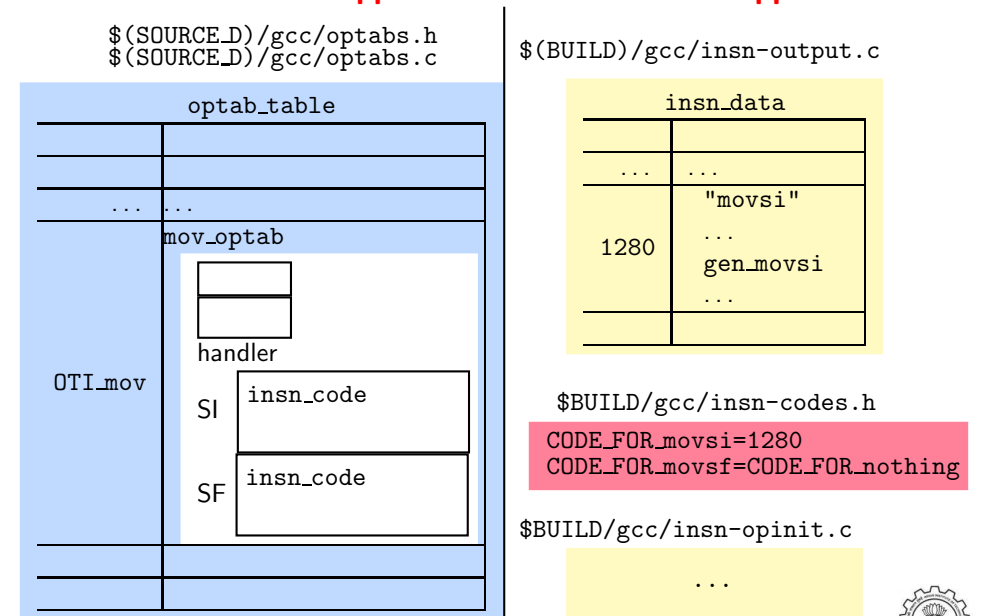 $(SOURCE_D)/gcc/optabs.h
$(SOURCE_D)/gcc/optabs.c
optab_table
... ...
mov_optab
handler
OTI_mov
SI insn_code
SF insn_code
$(BUILD)/gcc/insn-output.c
insn_data
... ...
"movsi"
...
1280
gen_movsi
...
$BUILD/gcc/insn-codes.h
CODE_FOR_movsi=1280
CODE_FOR_movsf=CODE_FOR_nothing
$BUILD/gcc/insn-opinit.c
...